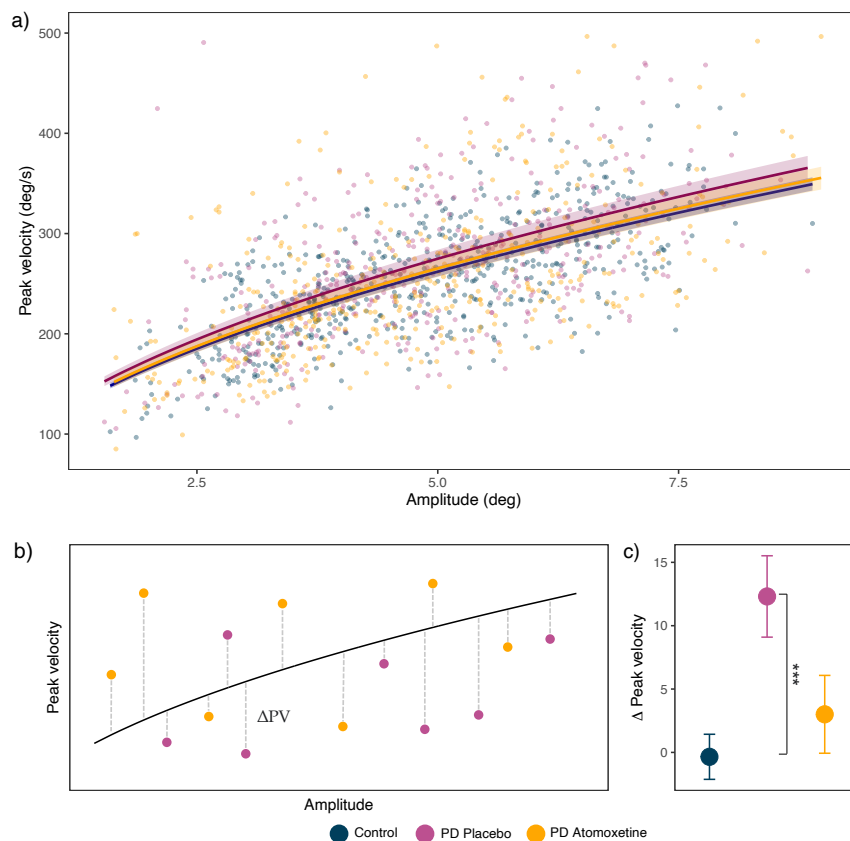 a)
500
400
300
200
100
Peak velocity (deg/s)
2.5
5.0
7.5
Amplitude (deg)
b)
Peak velocity
ΔPV
Amplitude
c)
15
10
5
0
Δ Peak velocity
***
Control
PD Placebo
PD Atomoxetine